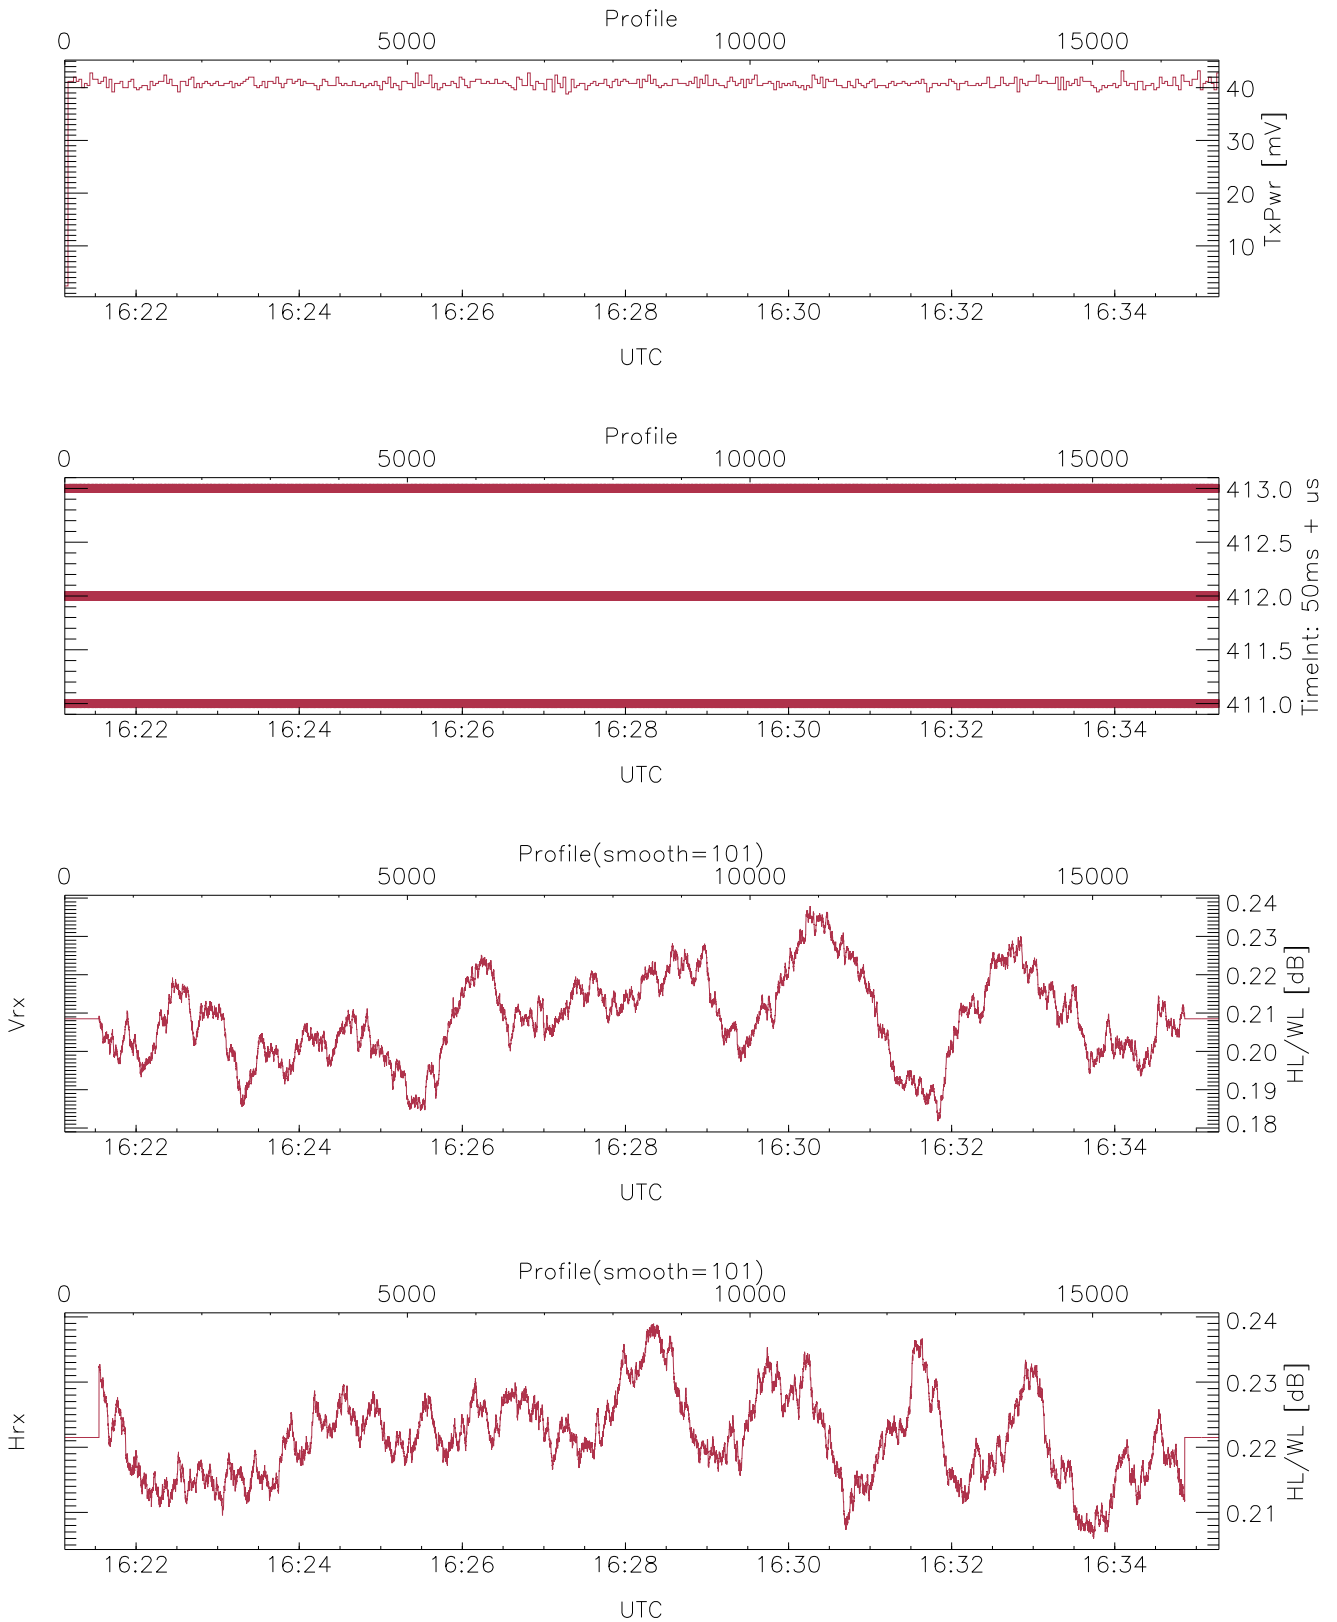 Profile
0 5000 10000 15000
40
30
20
10
TxPwr [mV]
16:22 16:24 16:26 16:28 16:30 16:32 16:34
UTC
Profile
0 5000 10000 15000
413.0
412.5
412.0
411.5
411.0
TimeInt: 50ms + us
16:22 16:24 16:26 16:28 16:30 16:32 16:34
UTC
Profile(smooth=101)
0 5000 10000 15000
Vrx
0.24
0.23
0.22
0.21
0.20
0.19
0.18
HL/WL [dB]
16:22 16:24 16:26 16:28 16:30 16:32 16:34
UTC
Profile(smooth=101)
0 5000 10000 15000
Hrx
0.24
0.23
0.22
0.21
HL/WL [dB]
16:22 16:24 16:26 16:28 16:30 16:32 16:34
UTC